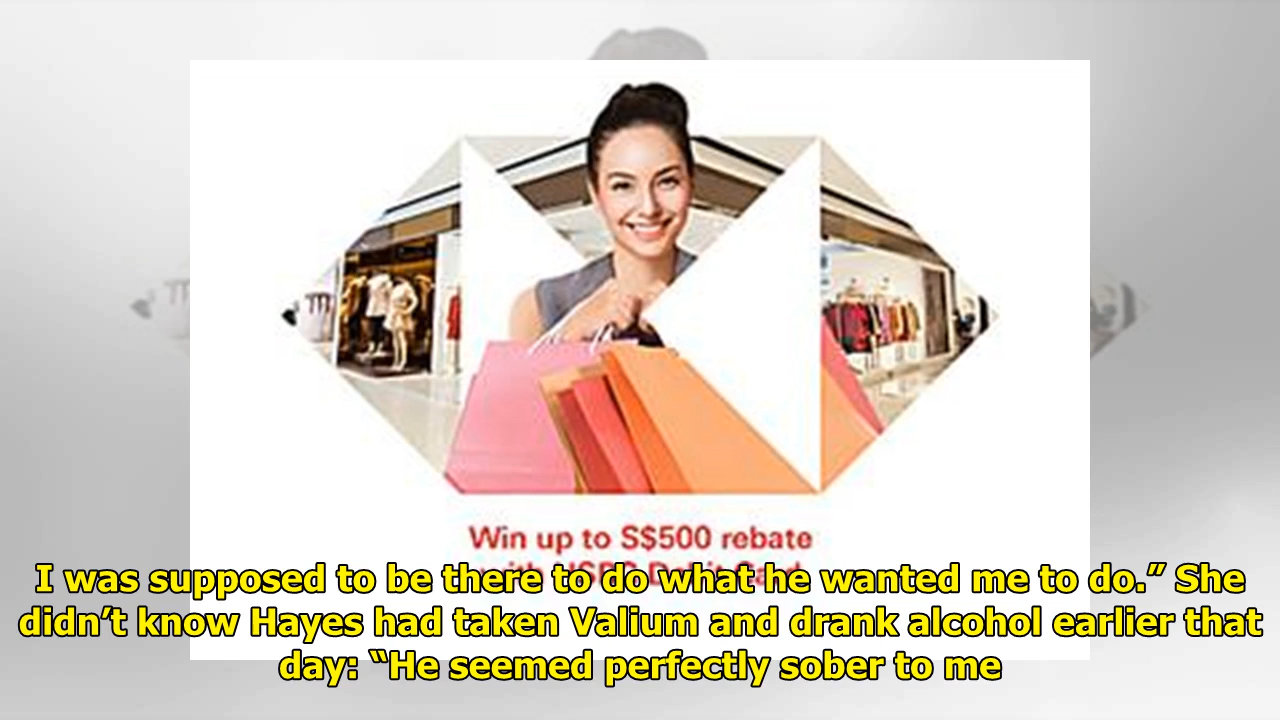 Win up to S$500 rebate
I was supposed to be there to do what he wanted me to do.” She
didn’t know Hayes had taken Valium and drank alcohol earlier that
day: “He seemed perfectly sober to me